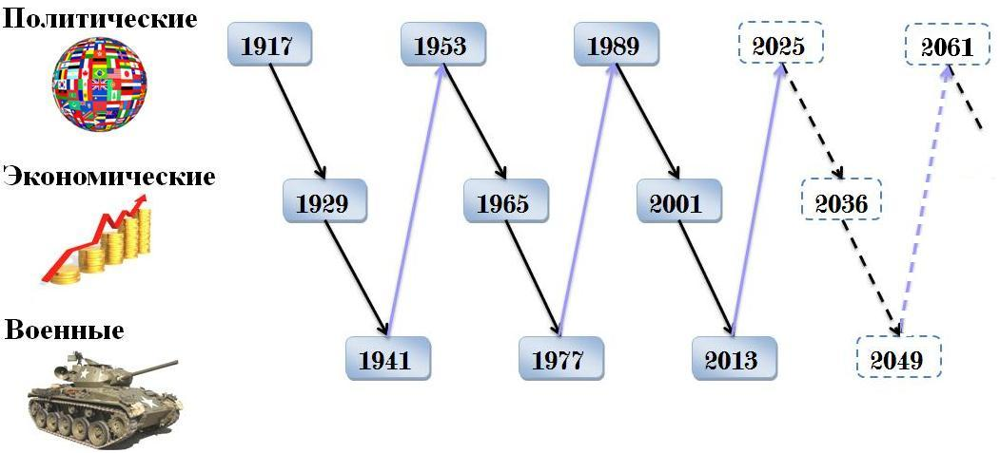 Политические
1917 1953 1989 2025 2061
Экономические
1929 1965 2001 2036
Военные
1941 1977 2013 2049